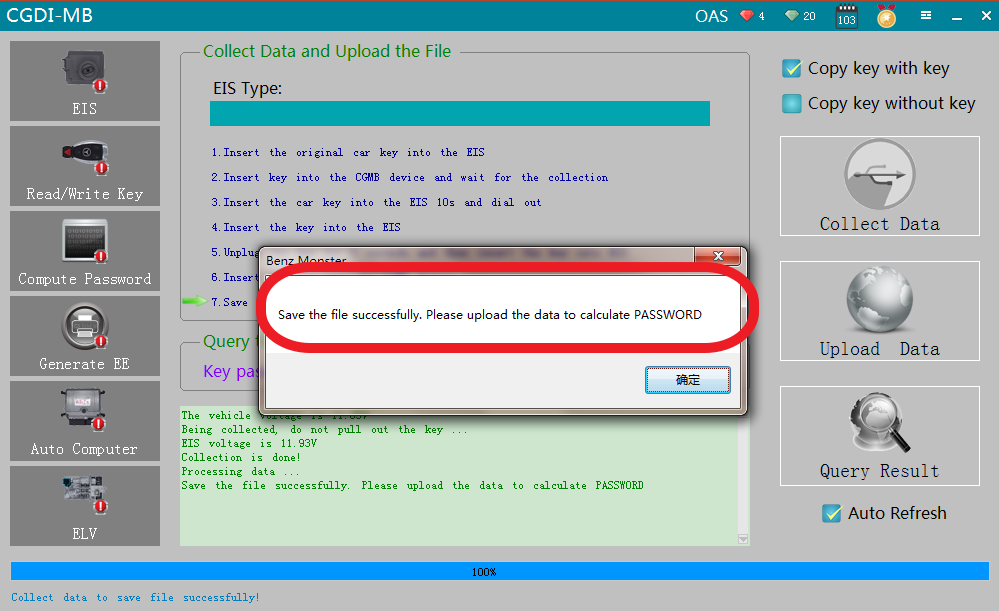 CGDI-MB
OAS 4 20 103
EIS
Read/Write Key
Compute Password
Generate EE
Auto Computer
ELV
Collect Data and Upload the File
EIS Type:
1.Insert the original car key into the EIS
2.Insert key into the CGMB device and wait for the collection
3.Insert the car key into the EIS 10s and dial out
4.Insert the key into the EIS
5.Unplug
6.Insert
7.Save
Benz Monster
Save the file successfully. Please upload the data to calculate PASSWORD
确定
Query
Key pas
The vehicle voltage is 11.83V
Being collected, do not pull out the key ...
EIS voltage is 11.93V
Collection is done!
Processing data ...
Save the file successfully. Please upload the data to calculate PASSWORD
Copy key with key
Copy key without key
Collect Data
Upload Data
Query Result
Auto Refresh
100%
Collect data to save file successfully!